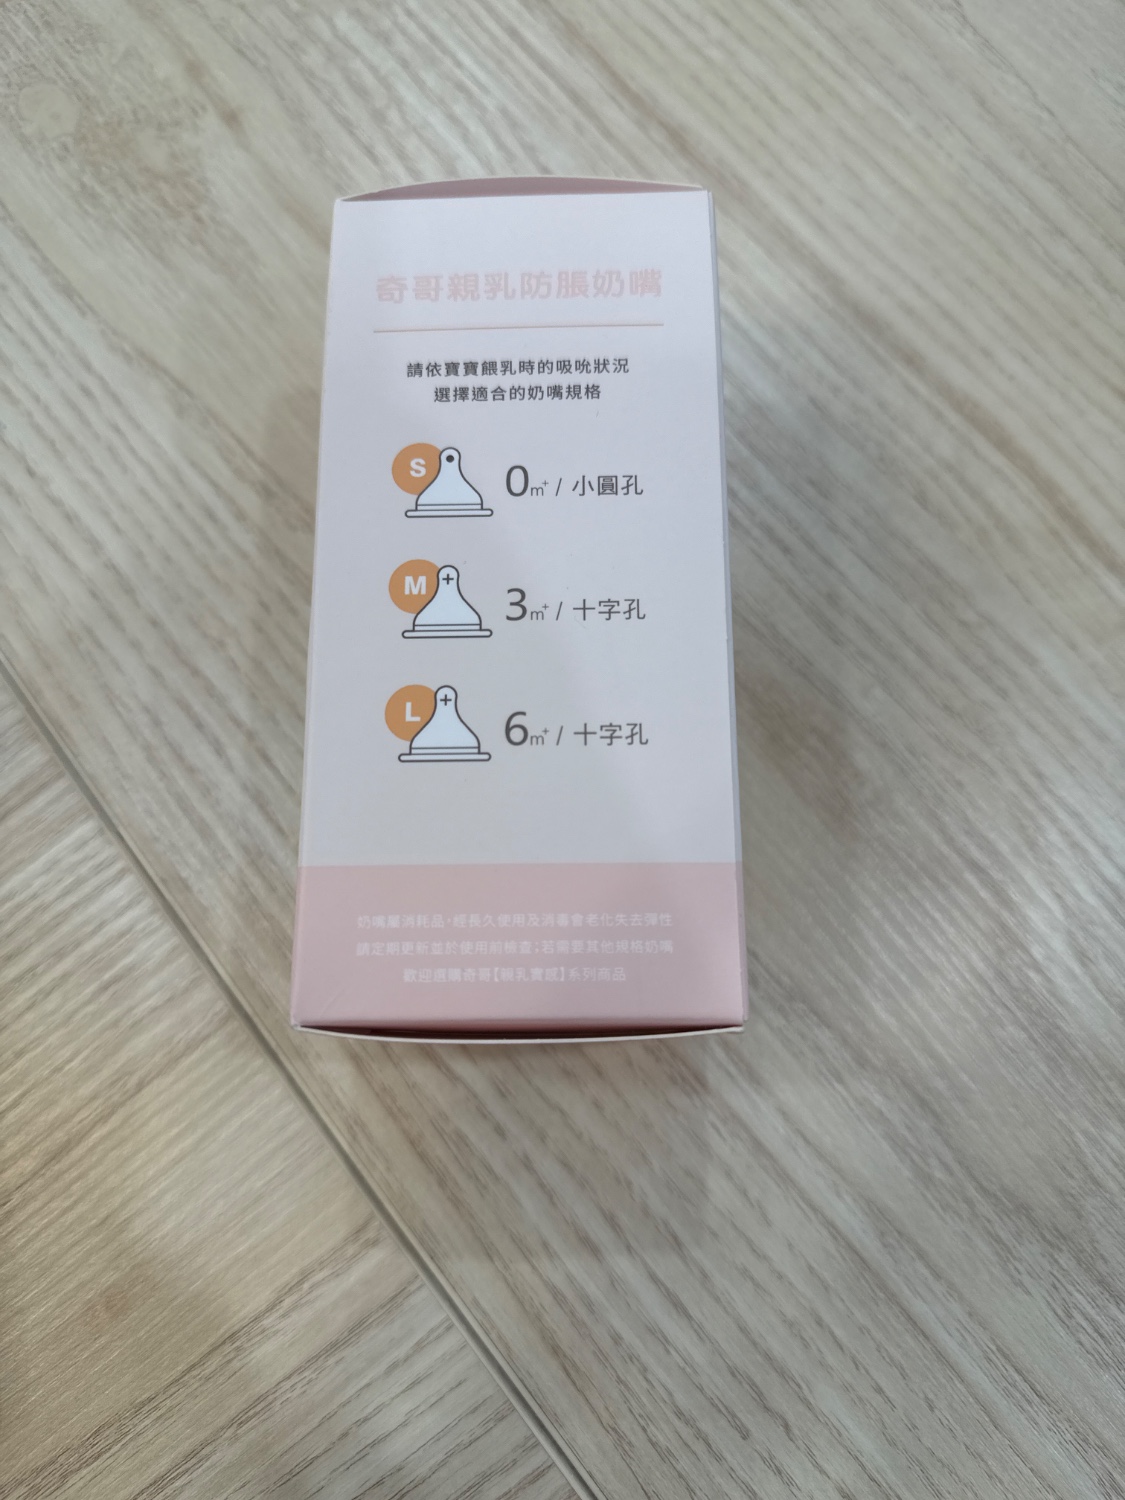 奇哥親乳防脹奶嘴
請依寶寶餵乳時的吸吮狀況
選擇適合的奶嘴規格
S 0m+ / 小圓孔
M 3m+ / 十字孔
L 6m+ / 十字孔
奶嘴屬消耗品，經長久使用及消毒會老化失去彈性
請定期更新並於使用前檢查；若需要其他規格奶嘴
歡迎選購奇哥【親乳實感】系列商品